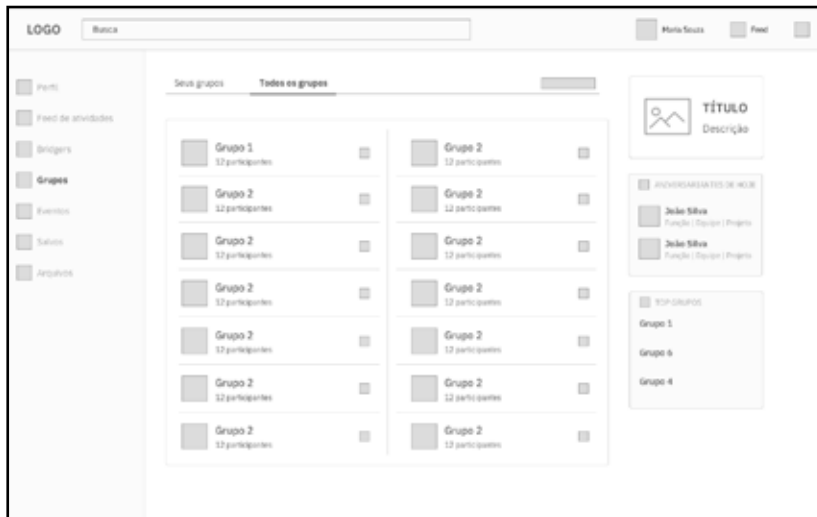 LOGO
Busca
Maria Souza
Feed
Perfil
Feed de atividades
Bridgers
Grupos
Eventos
Salvos
Arquivos
Seus grupos
Todos os grupos
Grupo 1
12 participantes
Grupo 2
12 participantes
Grupo 2
12 participantes
Grupo 2
12 participantes
Grupo 2
12 participantes
Grupo 2
12 participantes
Grupo 2
12 participantes
Grupo 2
12 participantes
Grupo 2
12 participantes
Grupo 2
12 participantes
Grupo 2
12 participantes
Grupo 2
12 participantes
Grupo 2
12 participantes
Grupo 2
12 participantes
TÍTULO
Descrição
ANIVERSARIANTES DE HOJE
João Silva
Função | Equipe | Projeto
João Silva
Função | Equipe | Projeto
TOP GRUPOS
Grupo 1
Grupo 6
Grupo 4